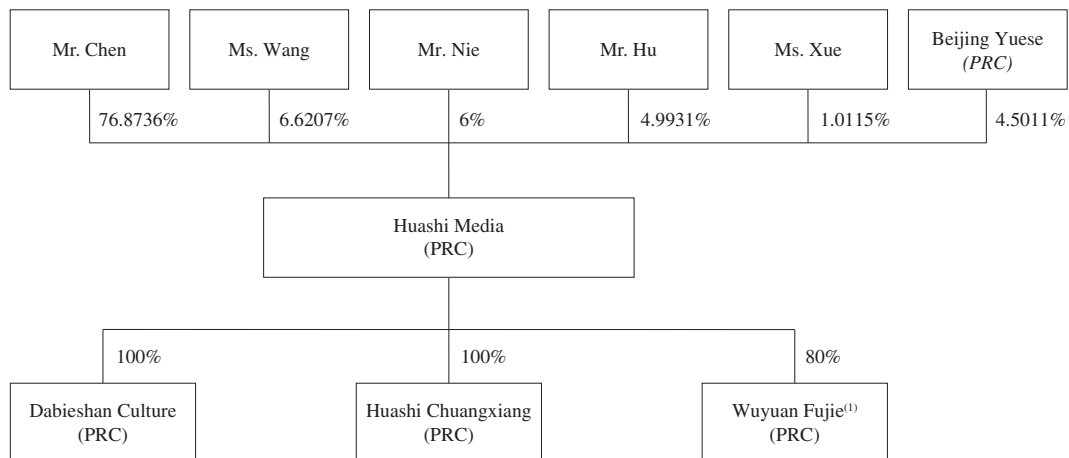 Mr. Chen
Ms. Wang
Mr. Nie
Mr. Hu
Ms. Xue
Beijing Yuese
(PRC)
76.8736%
6.6207%
6%
4.9931%
1.0115%
4.5011%
Huashi Media
(PRC)
100%
100%
80%
Dabieshan Culture
(PRC)
Huashi Chuangxiang
(PRC)
Wuyuan Fujie(1)
(PRC)